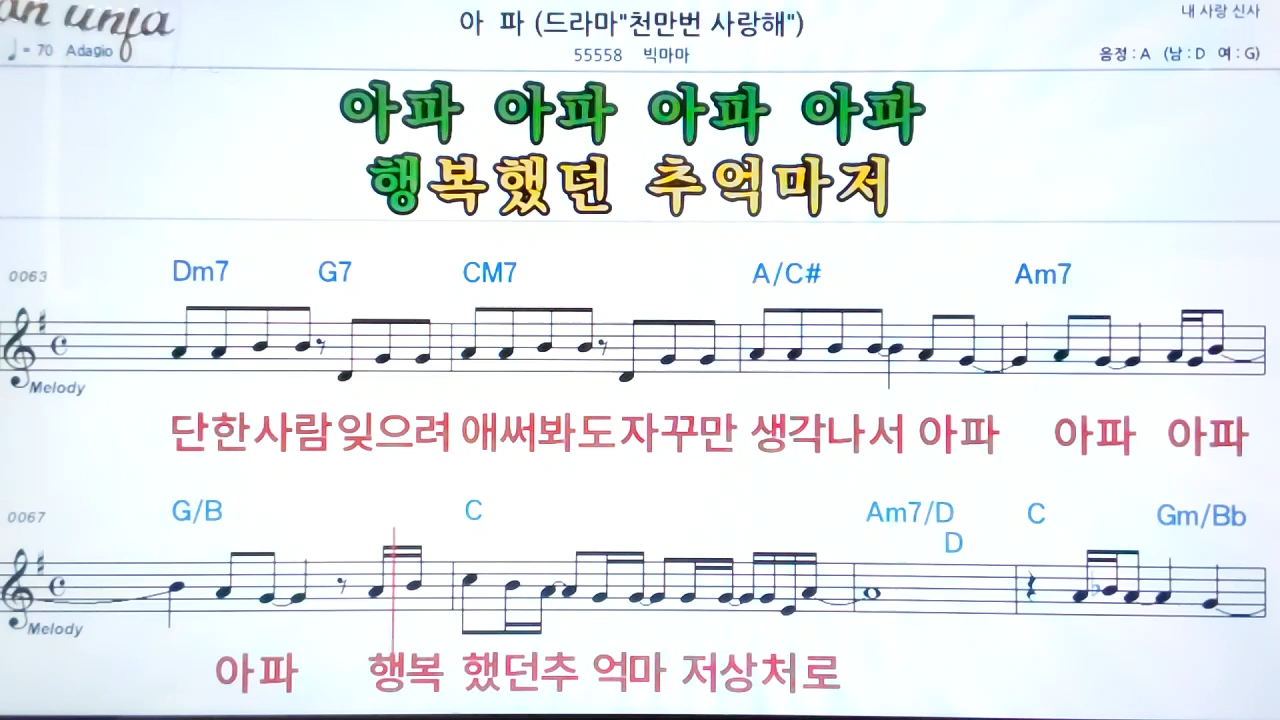 아 파 (드라마"천만번 사랑해")
내 사랑 신사
♩= 70 Adagio
55558 빅마마
음정 : A (남 : D 여 : G)
아파 아파 아파 아파
행복했던 추억마저
0063 Dm7 G7 CM7 A/C# Am7
Melody
단한사람잊으려 애써봐도자꾸만 생각나서 아파 아파 아파
0067 G/B C Am7/D C Gm/Bb
D
Melody
아파 행복 했던추 억마 저상처로